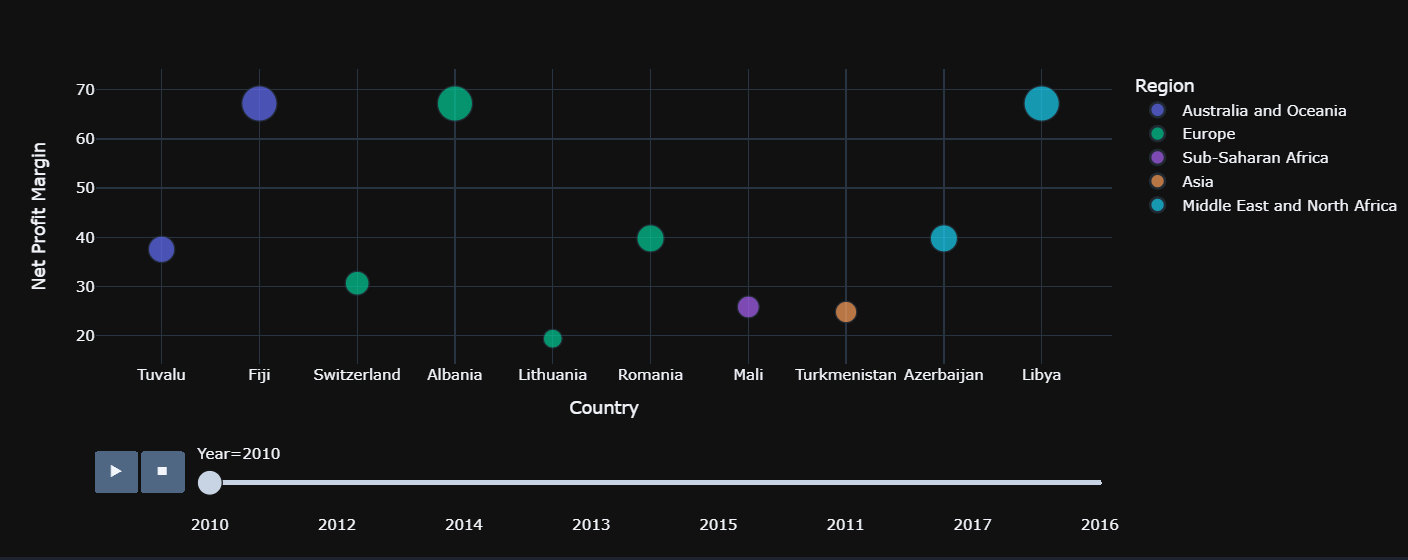 Region
Australia and Oceania
Europe
Sub-Saharan Africa
Asia
Middle East and North Africa
Net Profit Margin
70
60
50
40
30
20
Tuvalu Fiji Switzerland Albania Lithuania Romania Mali Turkmenistan Azerbaijan Libya
Country
Year=2010
2010 2012 2014 2013 2015 2011 2017 2016